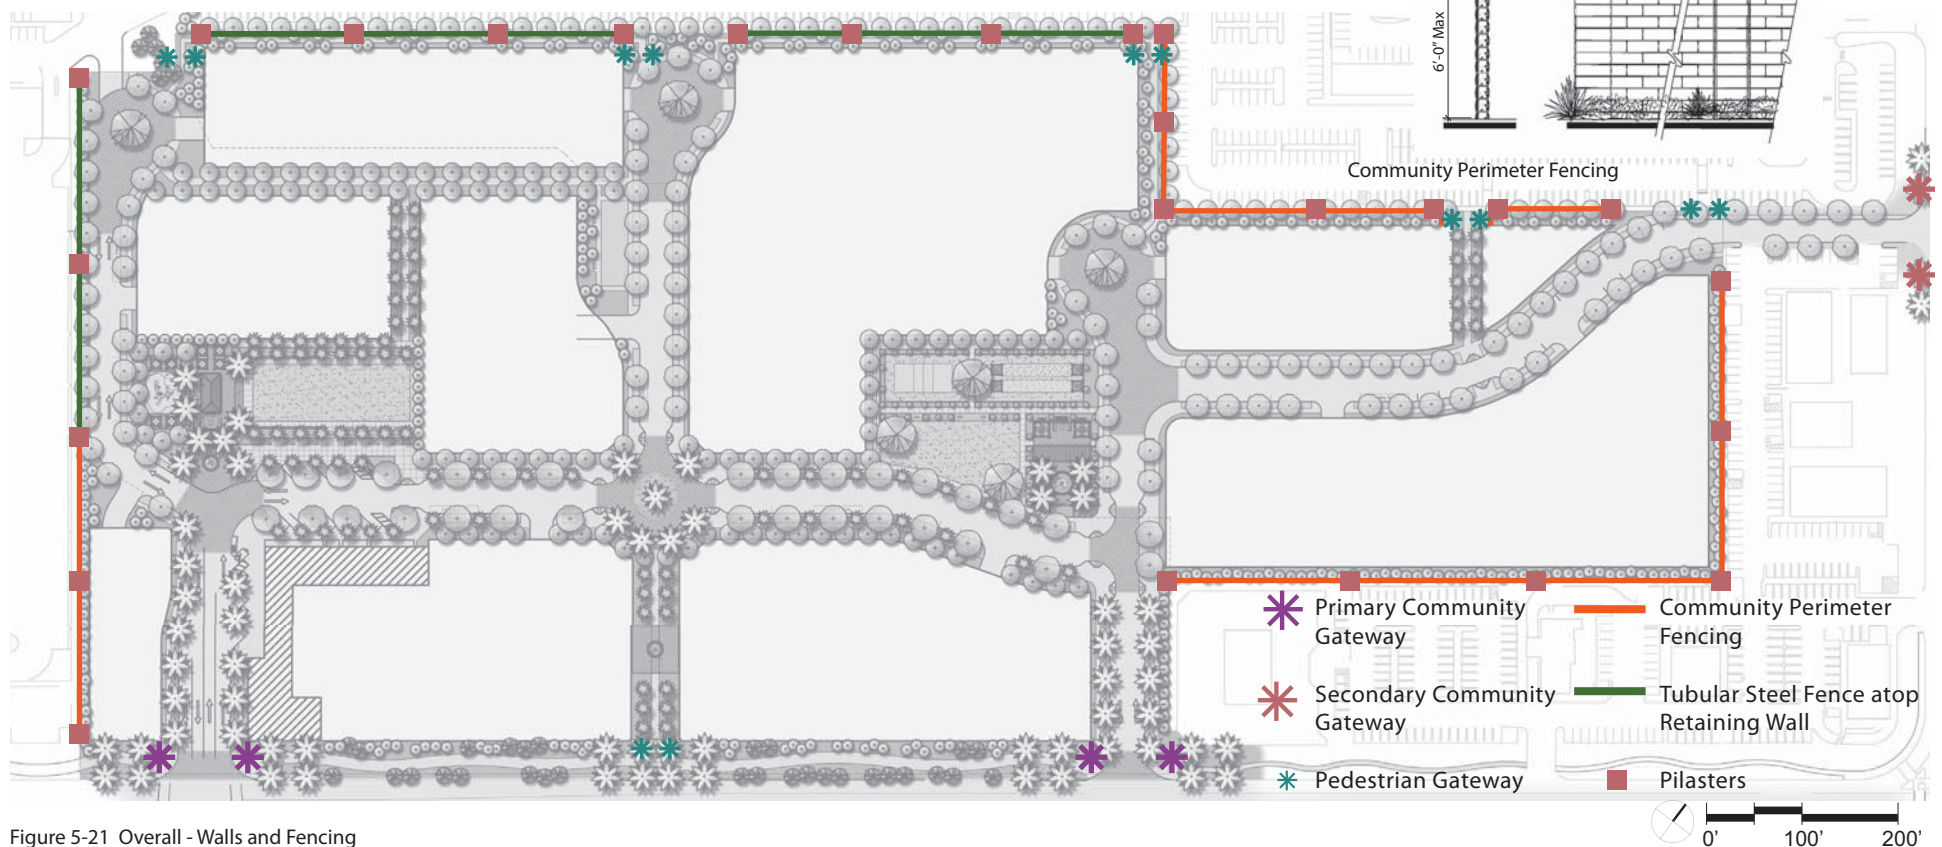 6'-0" Max
Community Perimeter Fencing
Primary Community
Gateway
Community Perimeter
Fencing
Secondary Community
Gateway
Tubular Steel Fence atop
Retaining Wall
Pedestrian Gateway
Pilasters
0'
100'
200'
Figure 5-21 Overall - Walls and Fencing